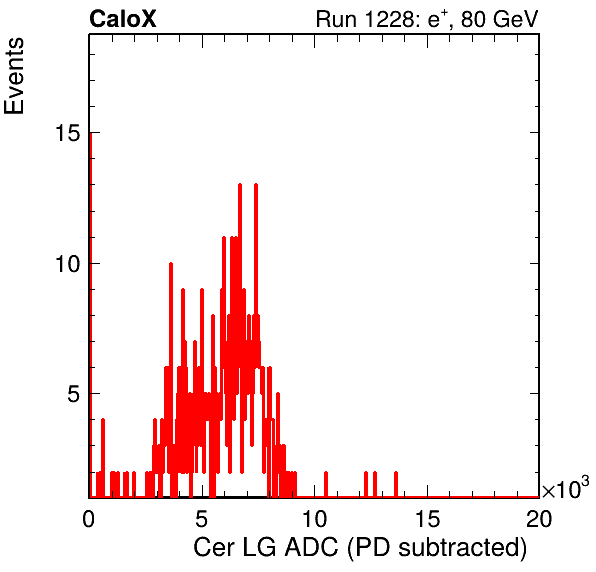 CaloX Run 1228: e⁺, 80 GeV
Events
15
10
5
0 5 10 15 20 ×10³
Cer LG ADC (PD subtracted)